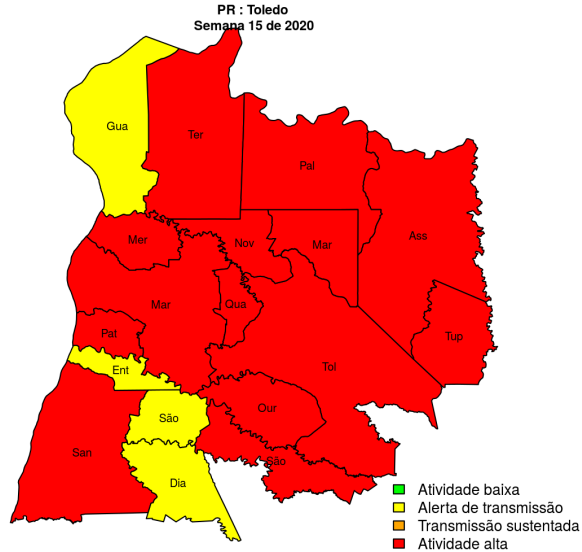 PR : Toledo
Semana 15 de 2020
Gua
Ter
Pal
Ass
Mer
Nov
Mar
Mar
Qua
Pat
Tup
Ent
Tol
São
Our
San
São
Dia
Atividade baixa
Alerta de transmissão
Transmissão sustentada
Atividade alta